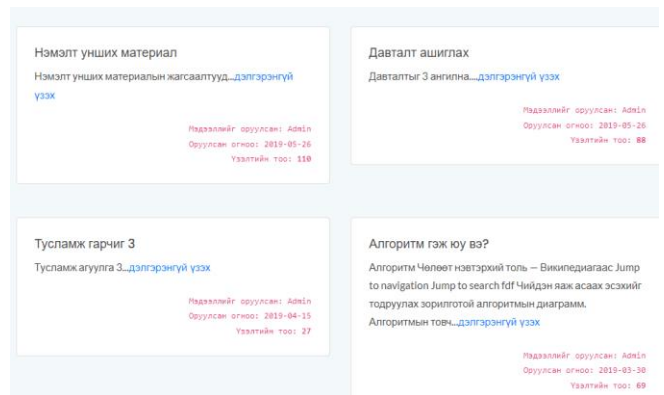 Нэмэлт унших материал
Нэмэлт унших материалын жагсаалтууд...дэлгэрэнгүй
үзэх
Мэдээллийг оруулсан: Admin
Оруулсан огноо: 2019-05-26
Үзэлтийн тоо: 110
Давталт ашиглах
Давталтыг 3 ангилна....дэлгэрэнгүй үзэх
Мэдээллийг оруулсан: Admin
Оруулсан огноо: 2019-05-26
Үзэлтийн тоо: 88
Тусламж гарчиг 3
Тусламж агуулга 3...дэлгэрэнгүй үзэх
Мэдээллийг оруулсан: Admin
Оруулсан огноо: 2019-04-15
Үзэлтийн тоо: 27
Алгоритм гэж юу вэ?
Алгоритм Чөлөөт нэвтэрхий толь — Википедиагаас Jump
to navigation Jump to search fdf Чийдэн яаж асаах эсэхийг
тодруулах зорилготой алгоритмын диаграмм.
Алгоритмын товч...дэлгэрэнгүй үзэх
Мэдээллийг оруулсан: Admin
Оруулсан огноо: 2019-03-30
Үзэлтийн тоо: 69